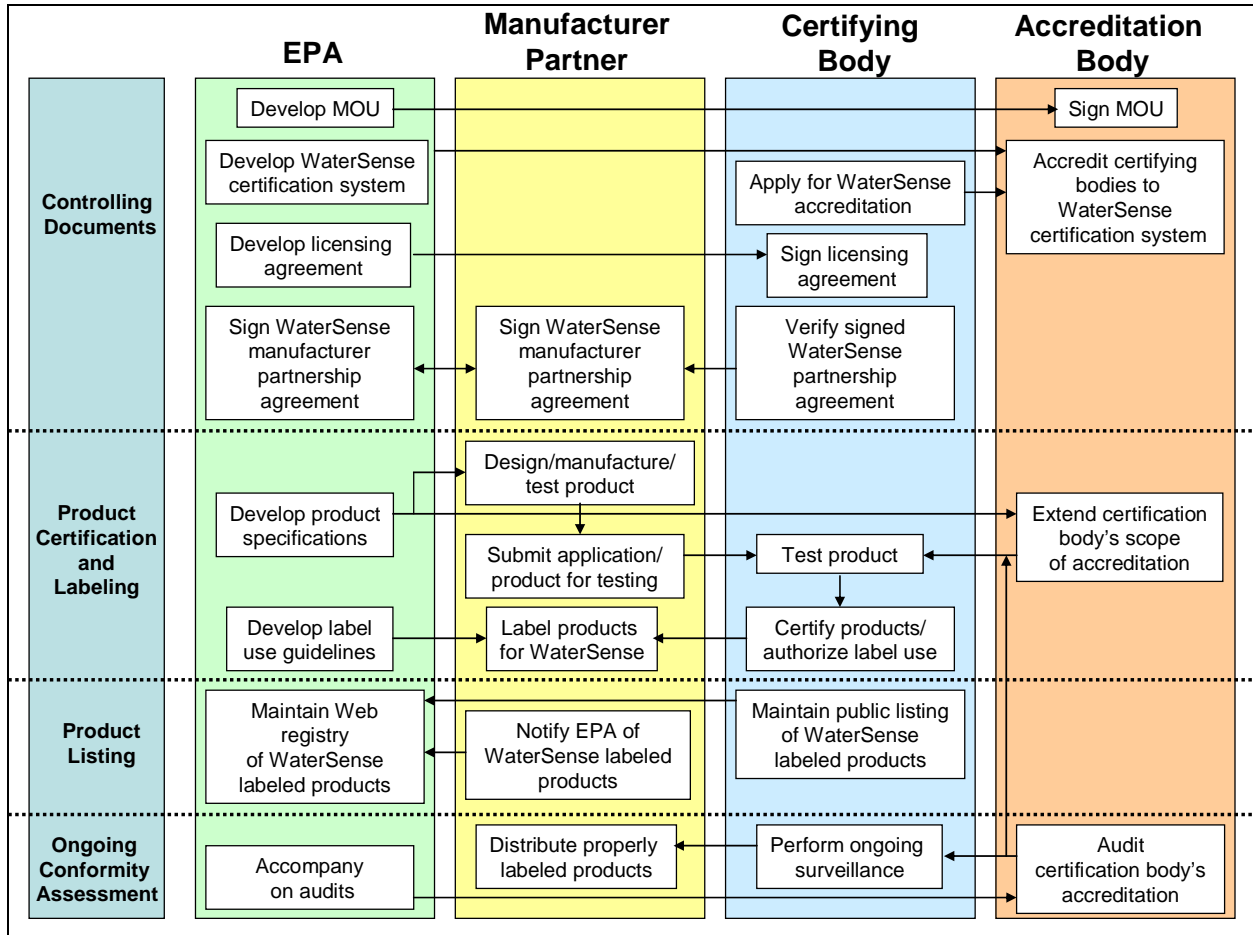 EPA
Manufacturer
Partner
Certifying
Body
Accreditation
Body
Controlling
Documents
Develop MOU
Sign MOU
Develop WaterSense
certification system
Apply for WaterSense
accreditation
Accredit certifying
bodies to
WaterSense
certification system
Develop licensing
agreement
Sign licensing
agreement
Sign WaterSense
manufacturer
partnership
agreement
Sign WaterSense
manufacturer
partnership
agreement
Verify signed
WaterSense
partnership
agreement
Product
Certification
and
Labeling
Design/manufacture/
test product
Develop product
specifications
Extend certification
body's scope
of accreditation
Submit application/
product for testing
Test product
Develop label
use guidelines
Label products
for WaterSense
Certify products/
authorize label use
Product
Listing
Maintain Web
registry
of WaterSense
labeled products
Notify EPA of
WaterSense labeled
products
Maintain public listing
of WaterSense
labeled products
Ongoing
Conformity
Assessment
Accompany
on audits
Distribute properly
labeled products
Perform ongoing
surveillance
Audit
certification body's
accreditation